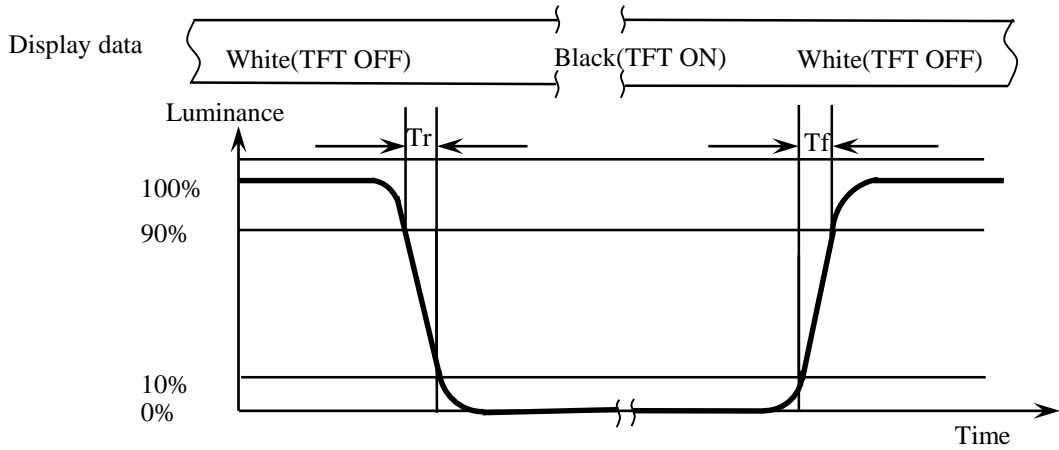 Display data
White(TFT OFF)
Black(TFT ON)
White(TFT OFF)
Luminance
Tr
Tf
100%
90%
10%
0%
Time